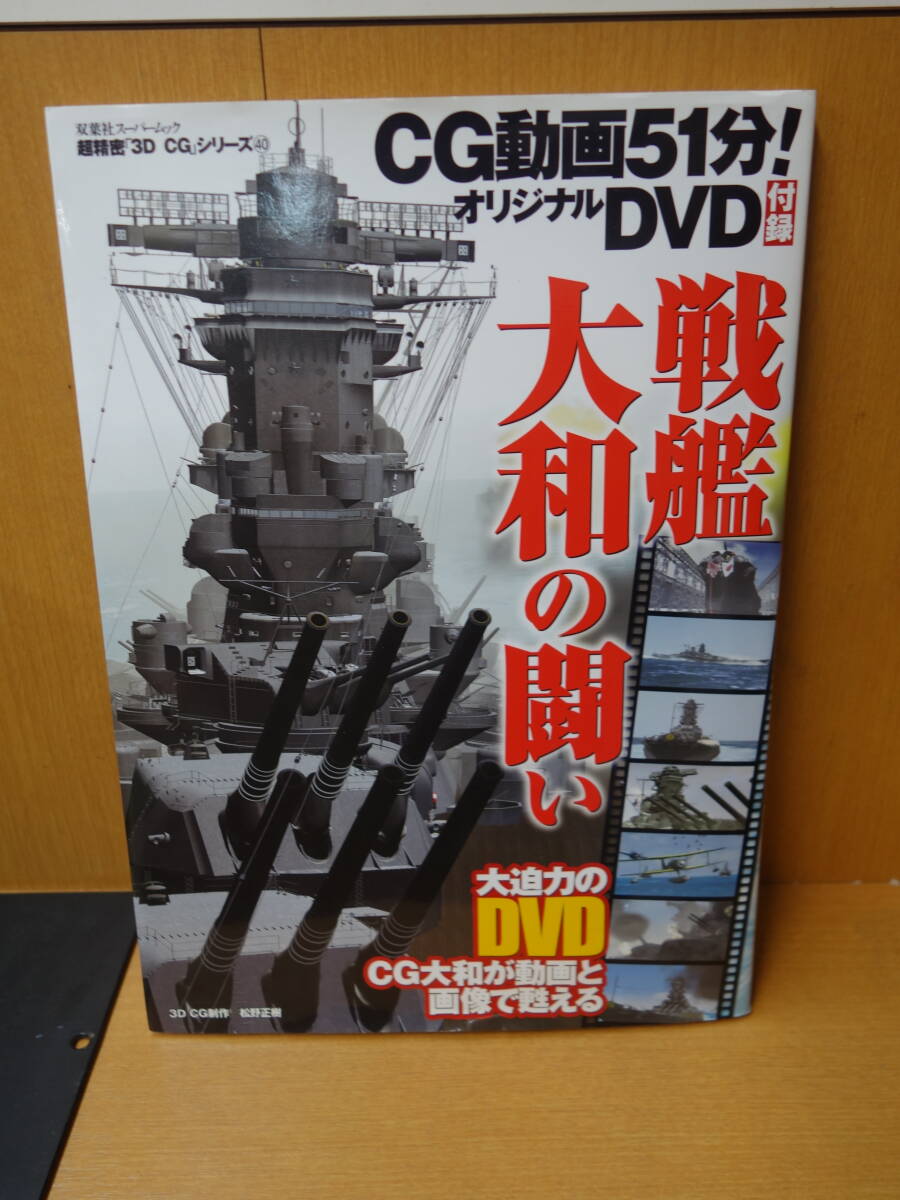 双葉社スーパームック
超精密「3D CG」シリーズ㊵
CG動画51分!
オリジナルDVD付録
戦艦
大和の闘い
大迫力の
DVD
CG大和が動画と
画像で甦える
3D CG制作 松野正樹